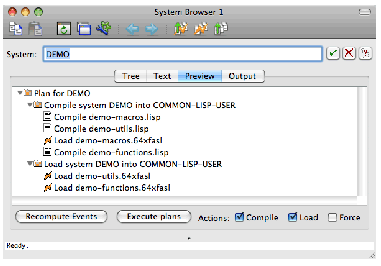 System Browser 1
System: DEMO
Tree Text Preview Output
Plan for DEMO
Compile system DEMO into COMMON-LISP-USER
Compile demo-macros.lisp
Compile demo-utils.lisp
Load demo-macros.64xfasl
Compile demo-functions.lisp
Load system DEMO into COMMON-LISP-USER
Load demo-utils.64xfasl
Load demo-functions.64xfasl
Recompute Events Execute plans Actions: Compile Load Force
Ready.